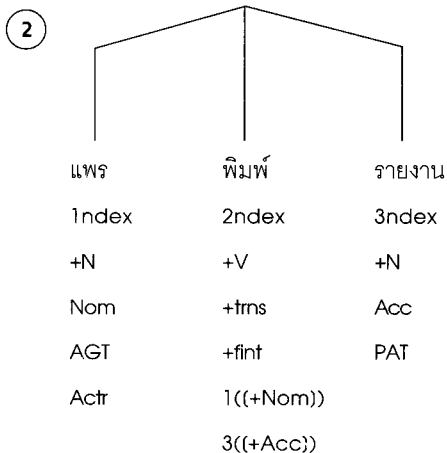 2
แพร พิมพ์ รายงาน
1ndex 2ndex 3ndex
+N +V +N
Nom +trns Acc
AGT +fint PAT
Actr 1((+Nom))
3((+Acc))